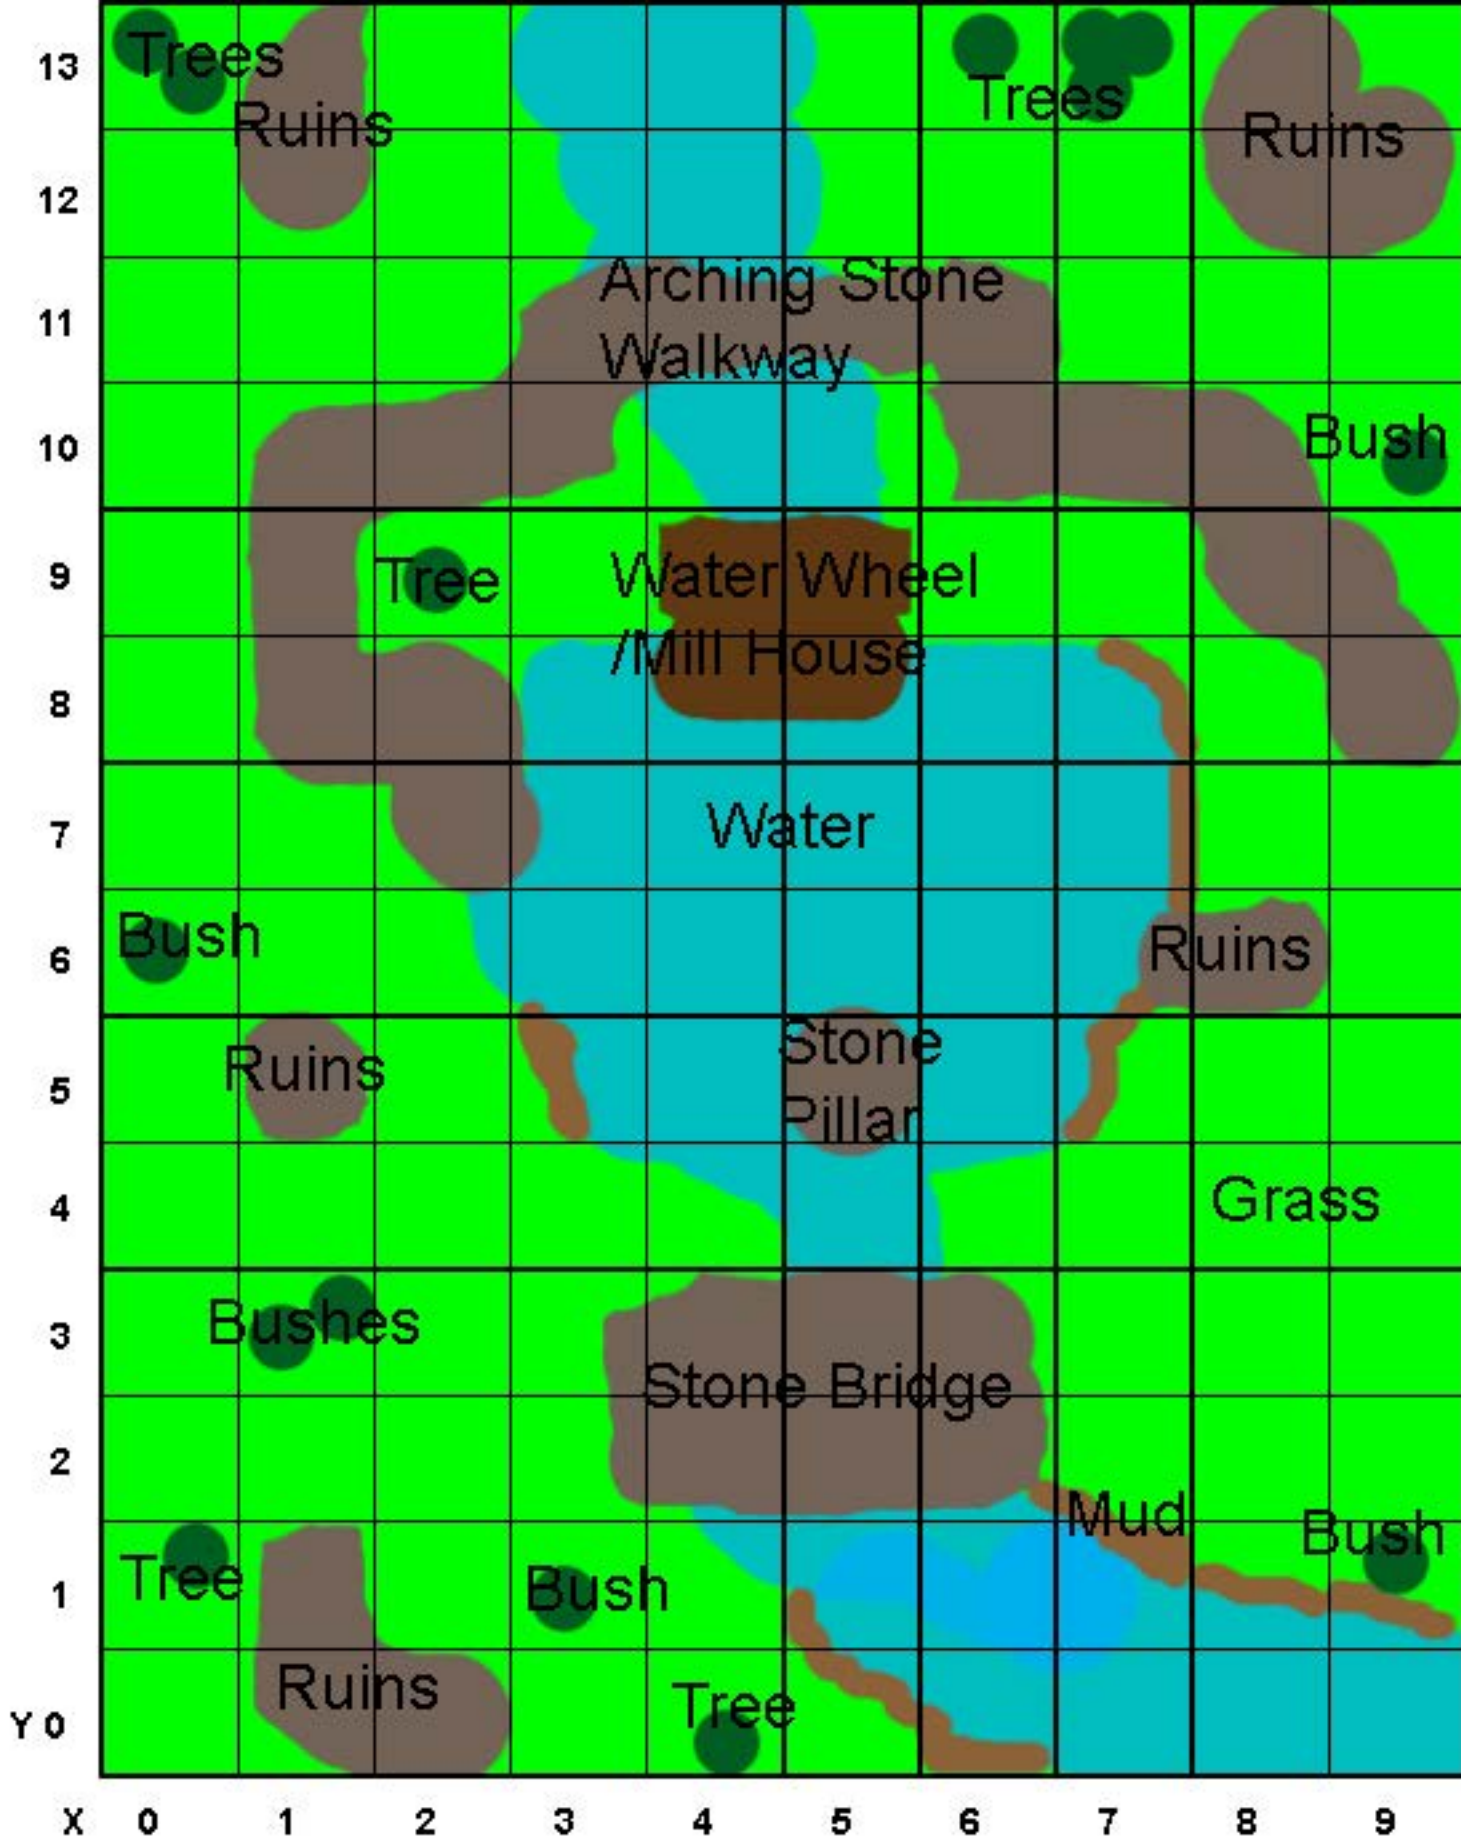 13
Trees
Trees
Ruins
Ruins
12
Arching Stone
Walkway
11
10
Bush
9
Tree
Water Wheel
/Mill House
8
7
Water
6
Bush
Ruins
5
Ruins
Stone
Pillar
4
Grass
3
Bushes
Stone Bridge
2
Mud
Bush
1
Tree
Bush
Ruins
Tree
Y 0
X 0 1 2 3 4 5 6 7 8 9